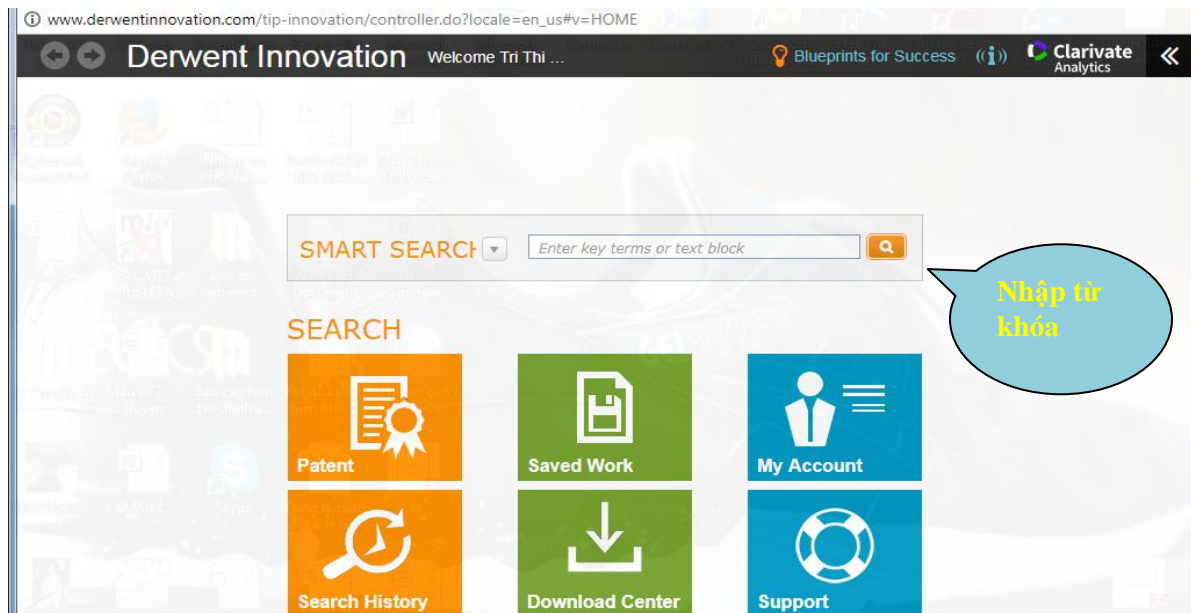 www.derwentinnovation.com/tip-innovation/controller.do?locale=en_us#v=HOME
Derwent Innovation Welcome Tri Thi ... Blueprints for Success Clarivate
Analytics
SMART SEARCH Enter key terms or text block
Nhập từ
khóa
SEARCH
Patent Saved Work My Account
Search History Download Center Support